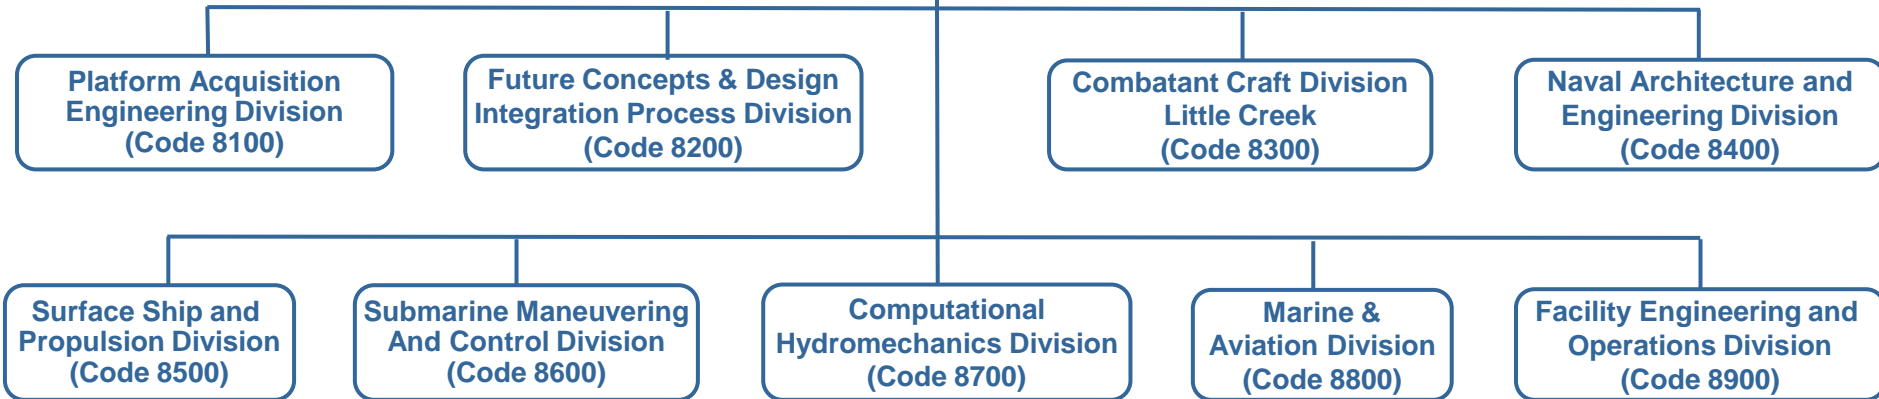 Platform Acquisition
Engineering Division
(Code 8100)
Future Concepts & Design
Integration Process Division
(Code 8200)
Combatant Craft Division
Little Creek
(Code 8300)
Naval Architecture and
Engineering Division
(Code 8400)
Surface Ship and
Propulsion Division
(Code 8500)
Submarine Maneuvering
And Control Division
(Code 8600)
Computational
Hydromechanics Division
(Code 8700)
Marine &
Aviation Division
(Code 8800)
Facility Engineering and
Operations Division
(Code 8900)